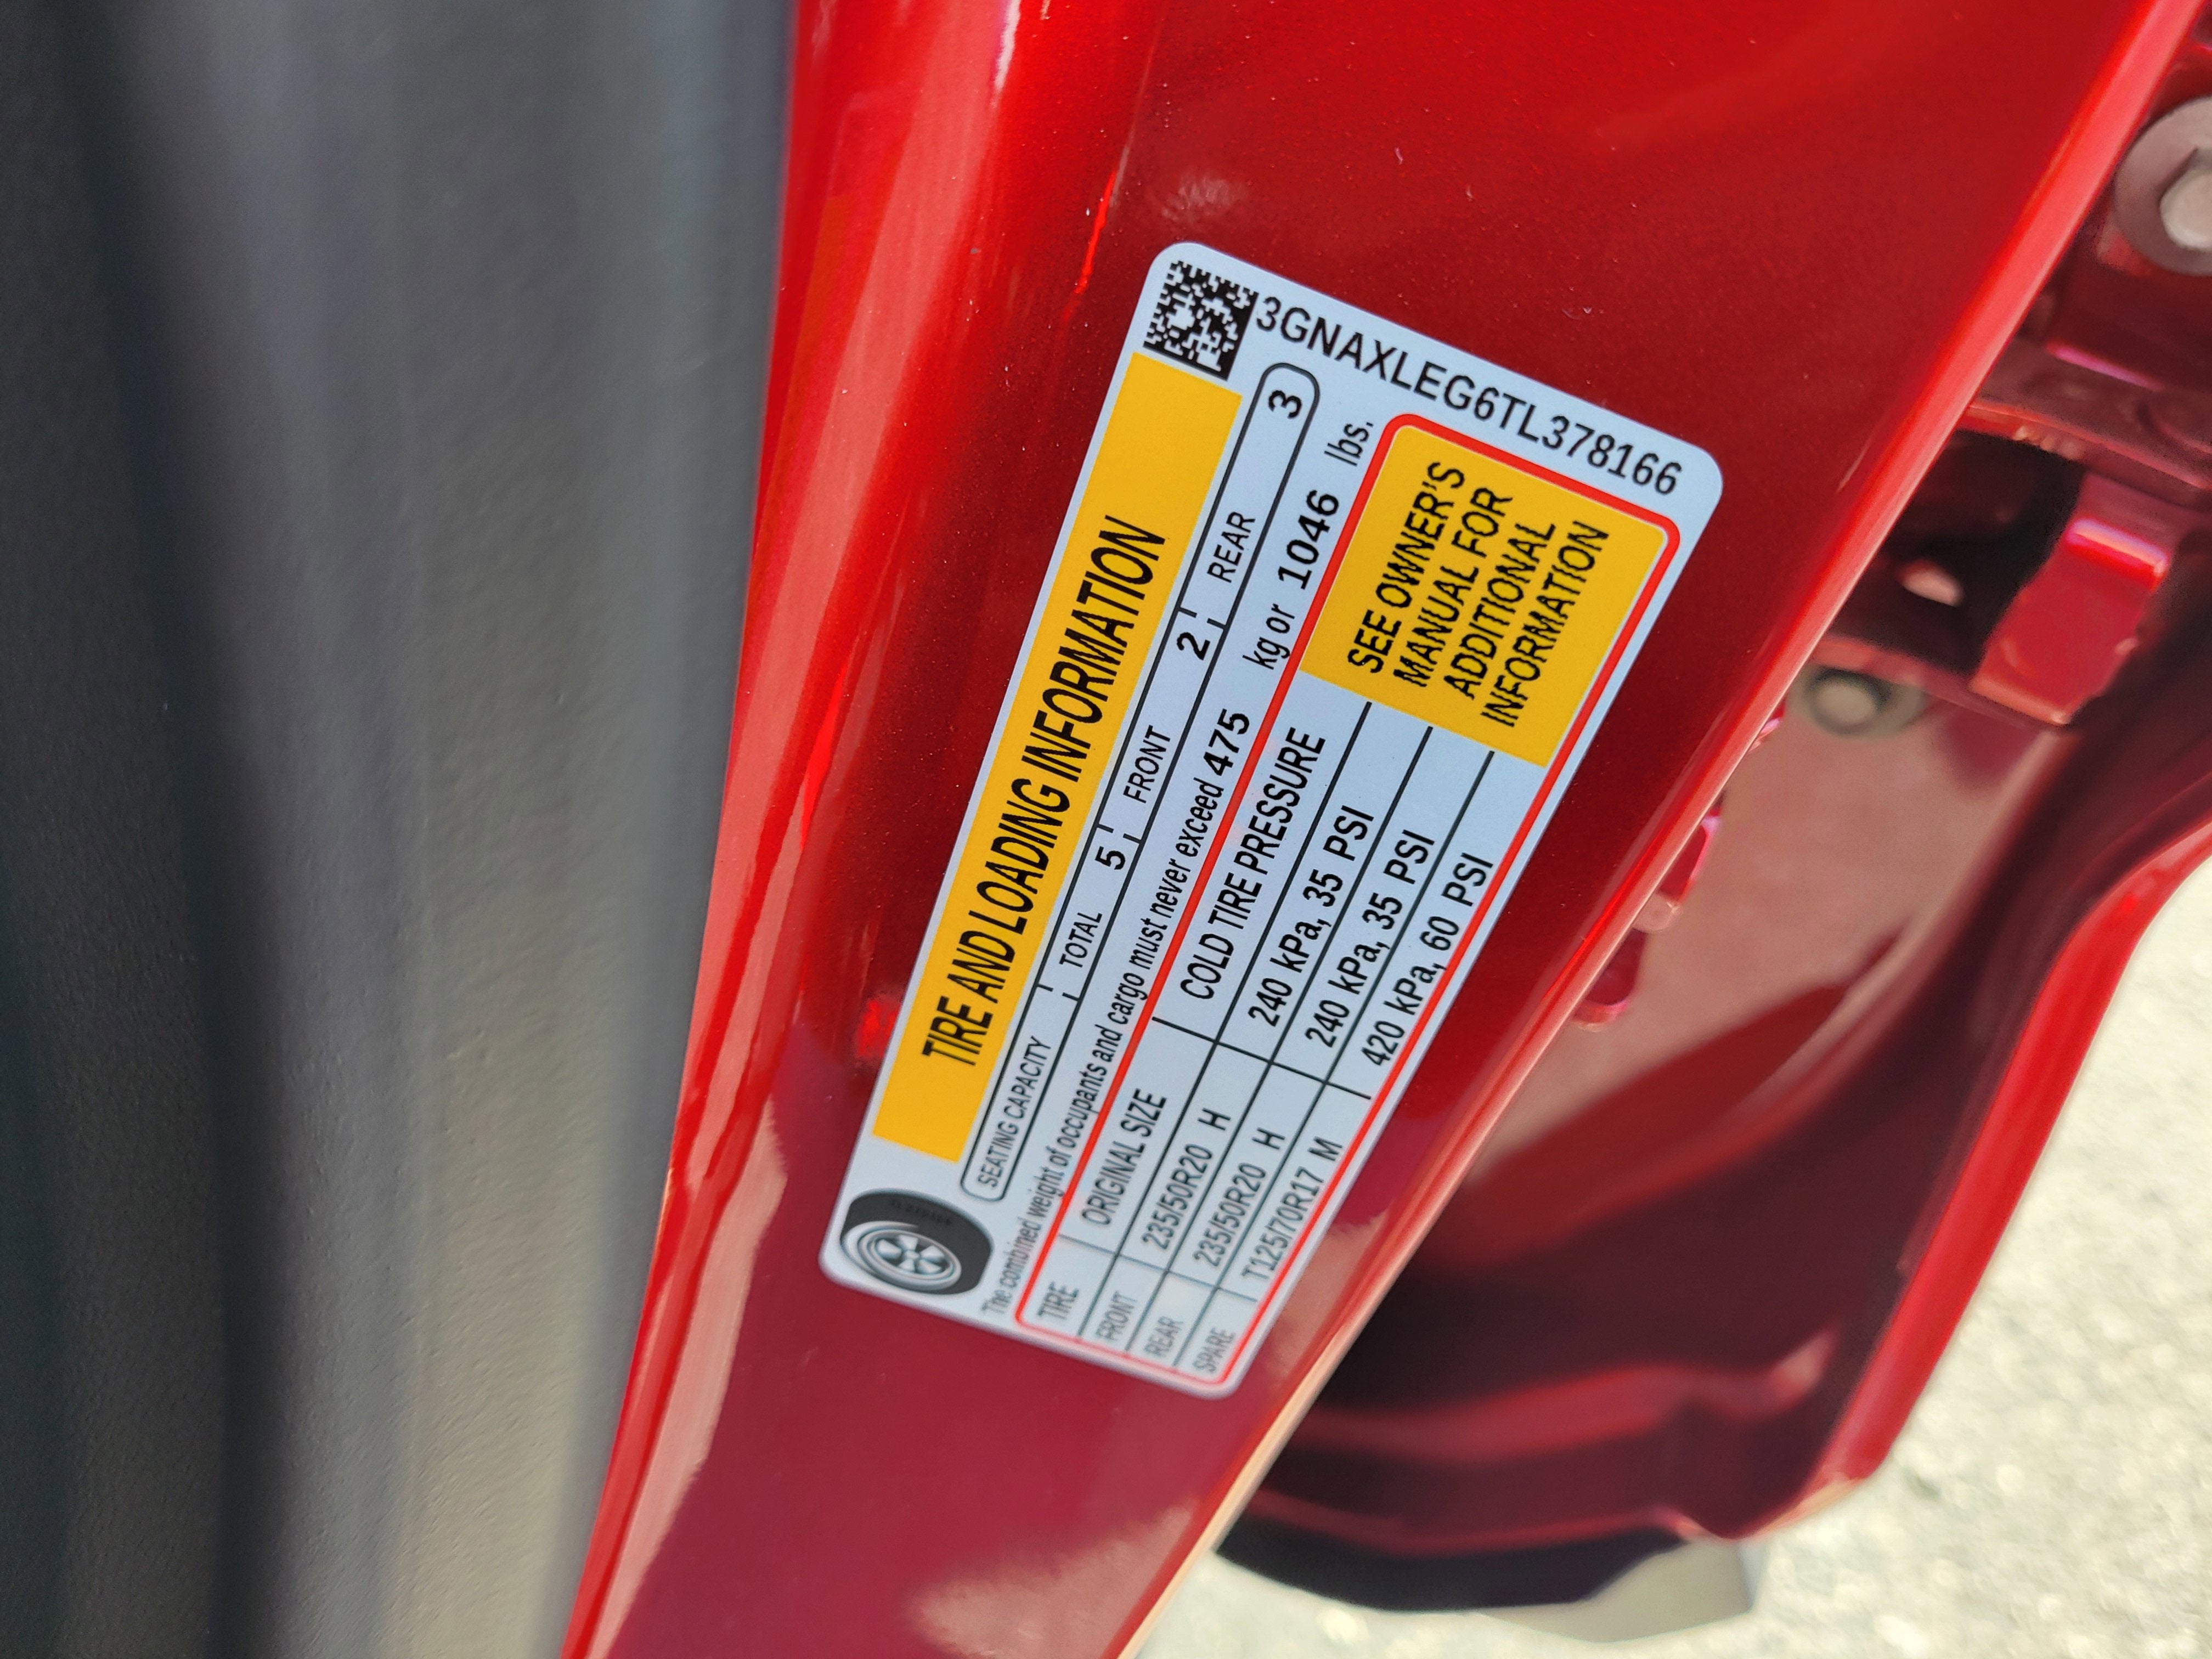 TIRE AND LOADING INFORMATION
SEATING CAPACITY TOTAL 5 FRONT 2 REAR 3
The combined weight of occupants and cargo must never exceed 475 kg or 1046 lbs.
TIRE ORIGINAL SIZE COLD TIRE PRESSURE
FRONT 235/50R20 H 240 kPa, 35 PSI
REAR 235/50R20 H 240 kPa, 35 PSI
SPARE T125/70R17 M 420 kPa, 60 PSI
SEE OWNER'S
MANUAL FOR
ADDITIONAL
INFORMATION
3GNAXLEG6TL378166